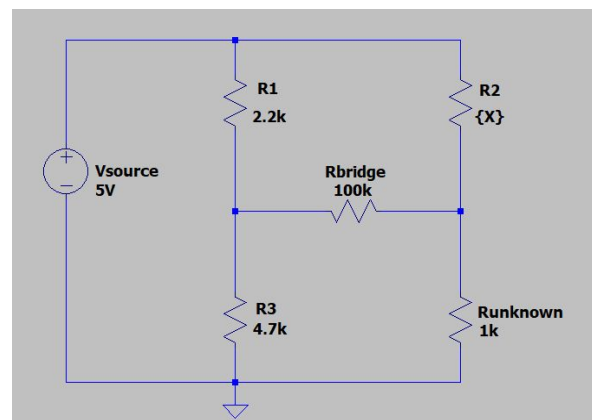 R1
2.2k
R2
{X}
+
Vsource
−
5V
Rbridge
100k
R3
4.7k
Runknown
1k